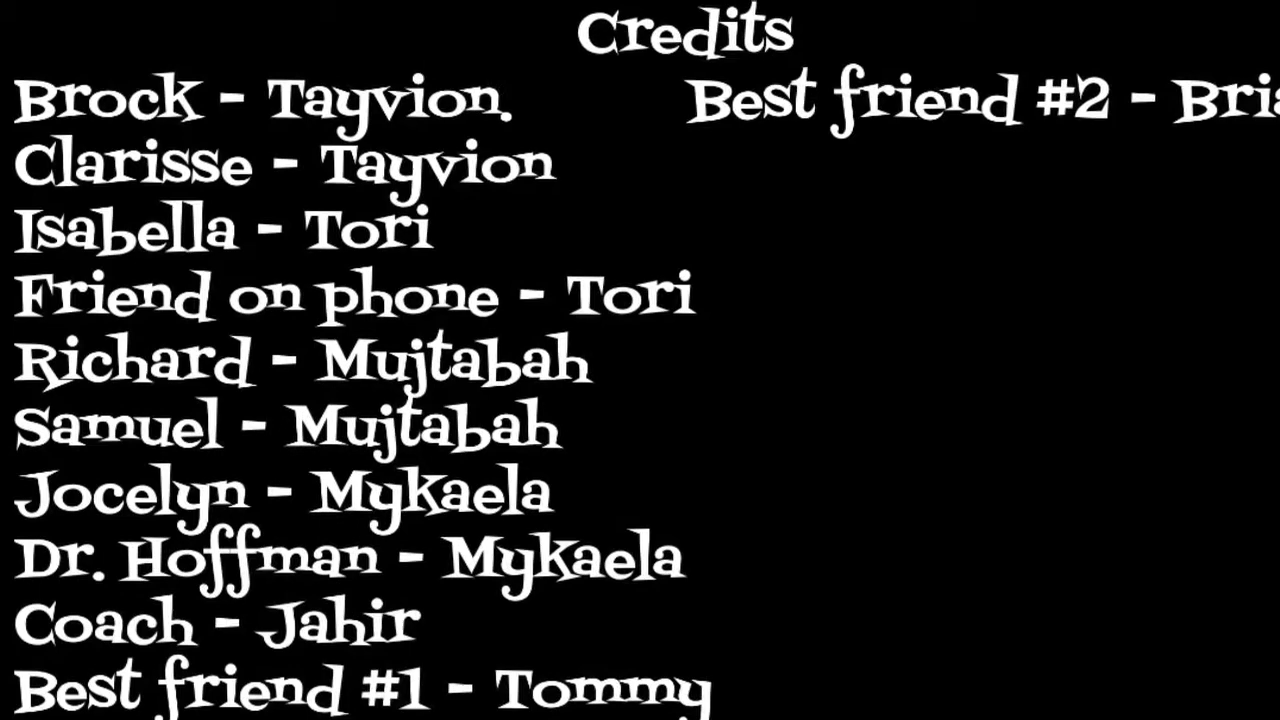 Credits
Brock - Tayvion.
Clarisse - Tayvion
Isabella - Tori
Friend on phone - Tori
Richard - Mujtabah
Samuel - Mujtabah
Jocelyn - Mykaela
Dr. Hoffman - Mykaela
Coach - Jahir
Best friend #1 - Tommy
Best friend #2 -